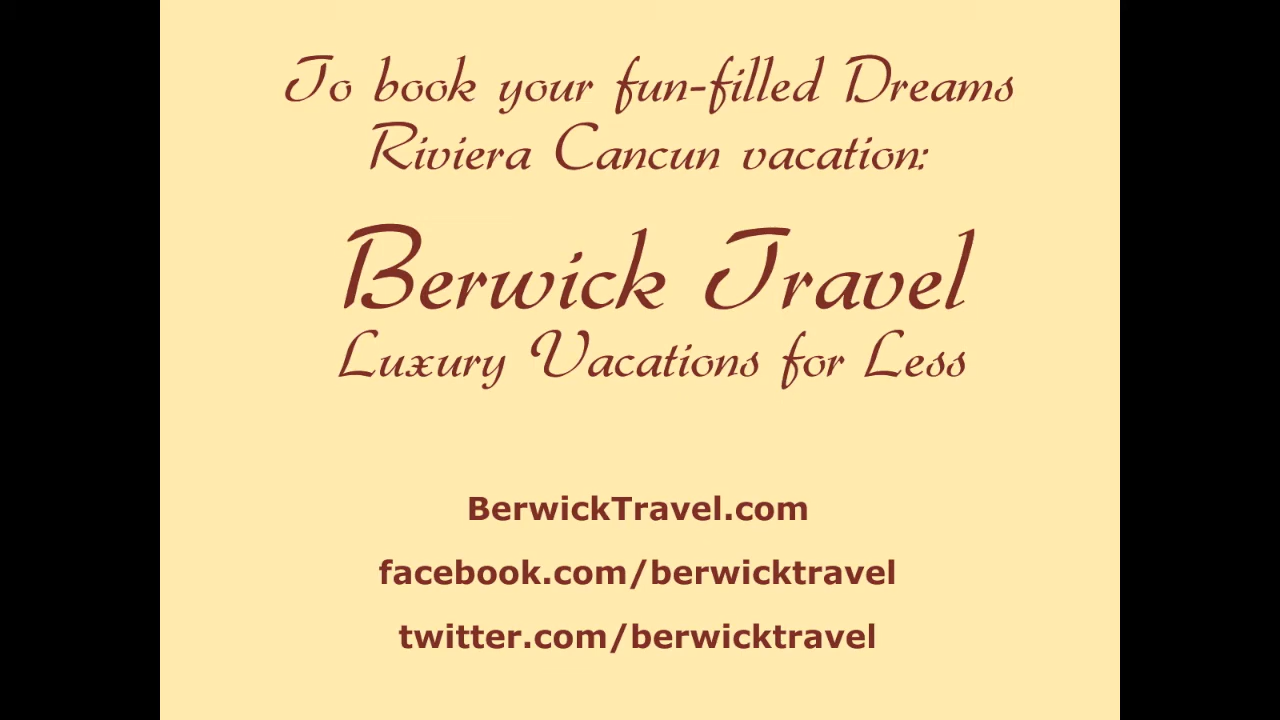 To book your fun-filled Dreams
Riviera Cancun vacation:
Berwick Travel
Luxury Vacations for Less
BerwickTravel.com
facebook.com/berwicktravel
twitter.com/berwicktravel